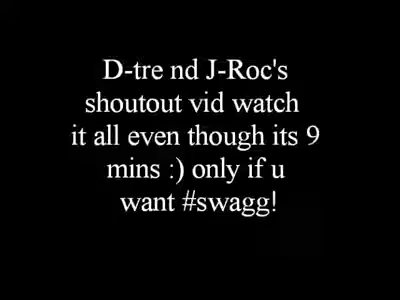 D-tre nd J-Roc's
shoutout vid watch
it all even though its 9
mins :) only if u
want #swagg!